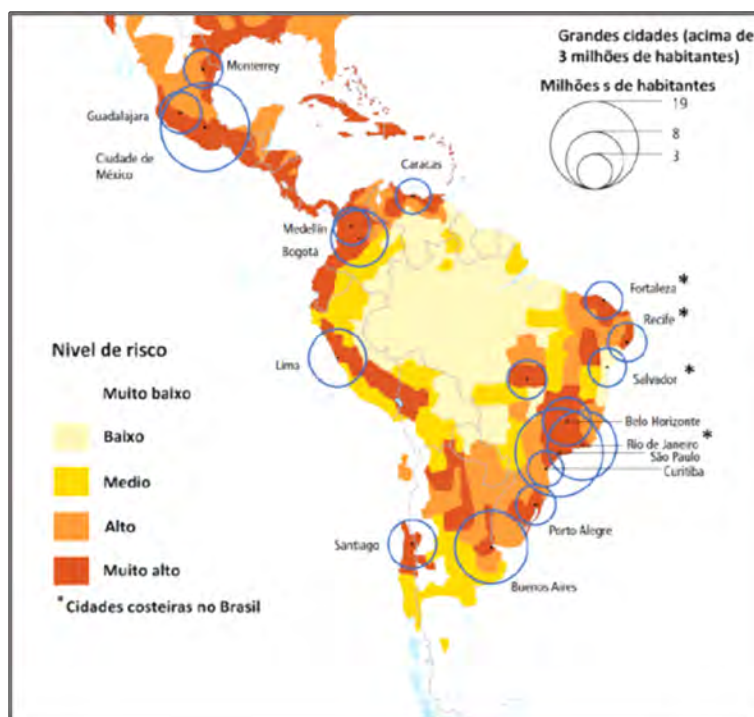 Grandes cidades (acima de
3 milhões de habitantes)
Milhões s de habitantes
19
8
3
Monterrey
Guadalajara
Ciudade de
México
Caracas
Medellín
Bogotá
Fortaleza *
Recife *
Lima
Salvador *
Belo Horizonte
Río de Janeiro *
São Paulo
Curitiba
Porto Alegre
Santiago
Buenos Aires
Nivel de risco
Muito baixo
Baixo
Medio
Alto
Muito alto
* Cidades costeiras no Brasil